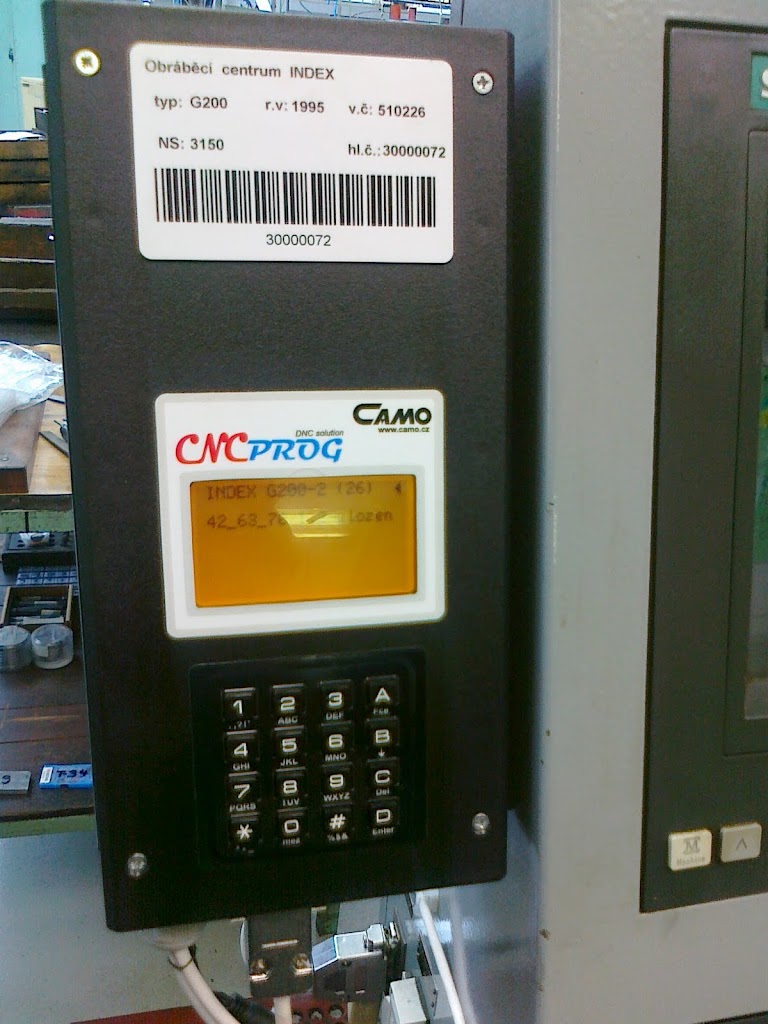 Obráběcí centrum INDEX
typ: G200 r.v: 1995 v.č: 510226
NS: 3150 hl.č.: 30000072
30000072
CAMO
www.camo.cz
DNC solution
CNCPROG
INDEX G200-2 (26)
1 2 ABC 3 DEF A
4 GHI 5 JKL 6 MNO B
7 PQRS 8 TUV 9 WXYZ C Del
* 0 # D Enter
M
Machine